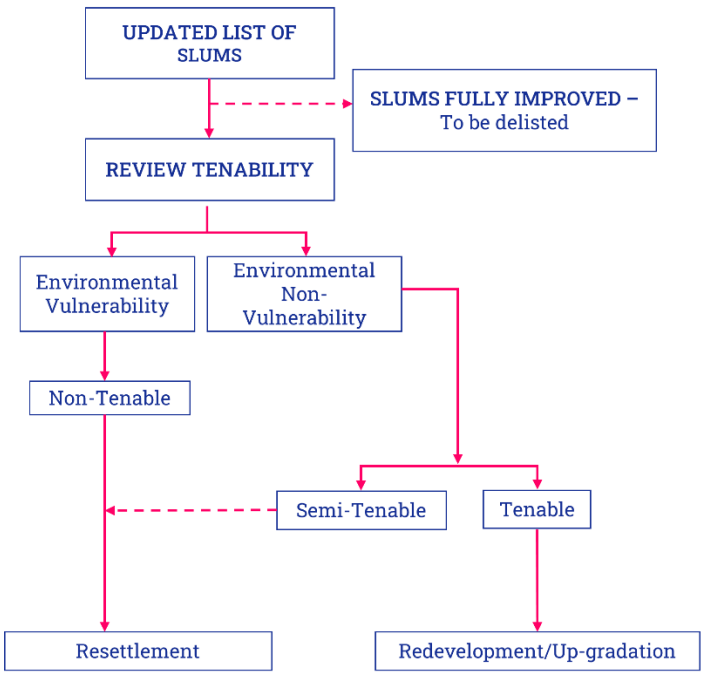 UPDATED LIST OF
SLUMS
SLUMS FULLY IMPROVED –
To be delisted
REVIEW TENABILITY
Environmental
Vulnerability
Environmental
Non-
Vulnerability
Non-Tenable
Semi-Tenable
Tenable
Resettlement
Redevelopment/Up-gradation